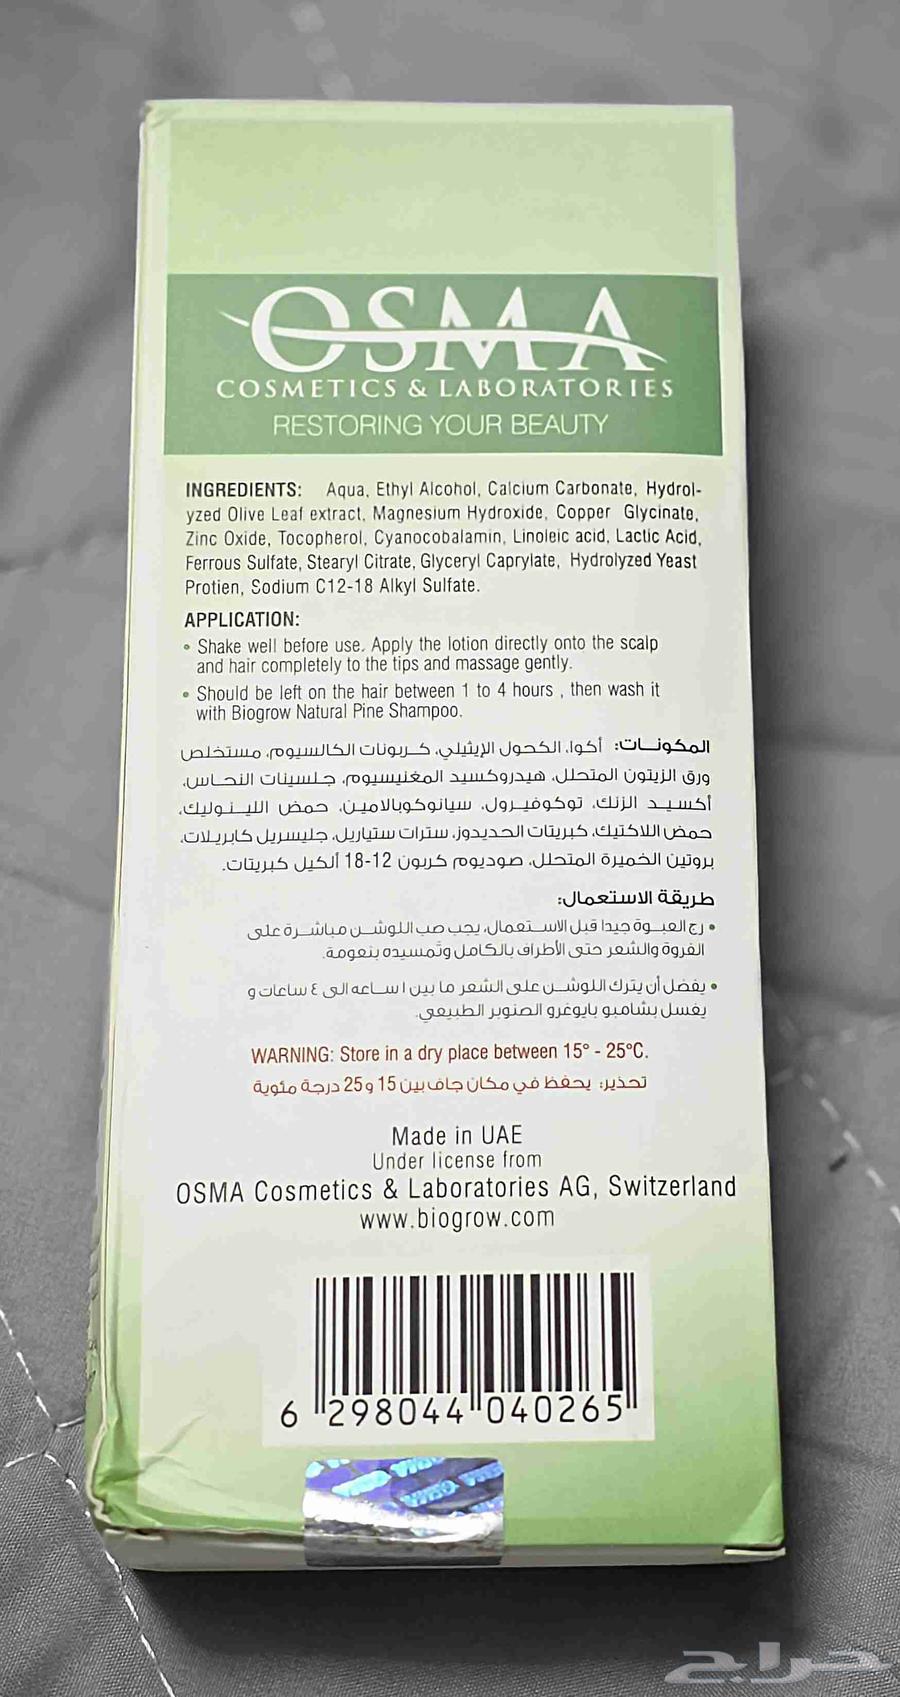 OSMA
COSMETICS & LABORATORIES
RESTORING YOUR BEAUTY
INGREDIENTS: Aqua, Ethyl Alcohol, Calcium Carbonate, Hydrol-
yzed Olive Leaf extract, Magnesium Hydroxide, Copper Glycinate,
Zinc Oxide, Tocopherol, Cyanocobalamin, Linoleic acid, Lactic Acid,
Ferrous Sulfate, Stearyl Citrate, Glyceryl Caprylate, Hydrolyzed Yeast
Protien, Sodium C12-18 Alkyl Sulfate.
APPLICATION:
• Shake well before use. Apply the lotion directly onto the scalp
and hair completely to the tips and massage gently.
• Should be left on the hair between 1 to 4 hours , then wash it
with Biogrow Natural Pine Shampoo.
المكونات: أكوا، الكحول الإيثيلي، كربونات الكالسيوم، مستخلص
ورق الزيتون المتحلل، هيدروكسيد المغنيسيوم، جلسينات النحاس،
أكسيد الزنك، توكوفيرول، سيانوكوبالامين، حمض اللينوليك،
حمض اللاكتيك، كبريتات الحديدوز، سترات ستياريل، جليسريل كابريلات،
بروتين الخميرة المتحلل، صوديوم كربون 12-18 ألكيل كبريتات.
طريقة الاستعمال:
• رج العبوة جيدا قبل الاستعمال، يجب صب اللوشن مباشرة على
الفروة والشعر حتى الأطراف بالكامل وتمسيده بنعومة.
• يفضل أن يترك اللوشن على الشعر ما بين ١ ساعه الى ٤ ساعات و
يغسل بشامبو بايوغرو الصنوبر الطبيعي.
WARNING: Store in a dry place between 15° - 25°C.
تحذير: يحفظ في مكان جاف بين 15 و 25 درجة مئوية
Made in UAE
Under license from
OSMA Cosmetics & Laboratories AG, Switzerland
www.biogrow.com
6 298044 040265
حراج